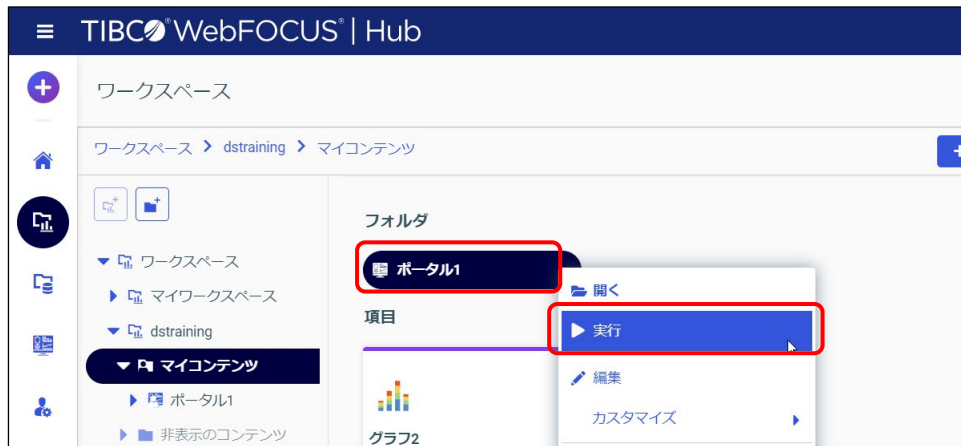 TIBCO® WebFOCUS® | Hub
ワークスペース
ワークスペース > dstraining > マイコンテンツ
フォルダ
ワークスペース
ポータル1
開く
マイワークスペース
項目
実行
dstraining
マイコンテンツ
編集
ポータル1
カスタマイズ
非表示のコンテンツ
グラフ2